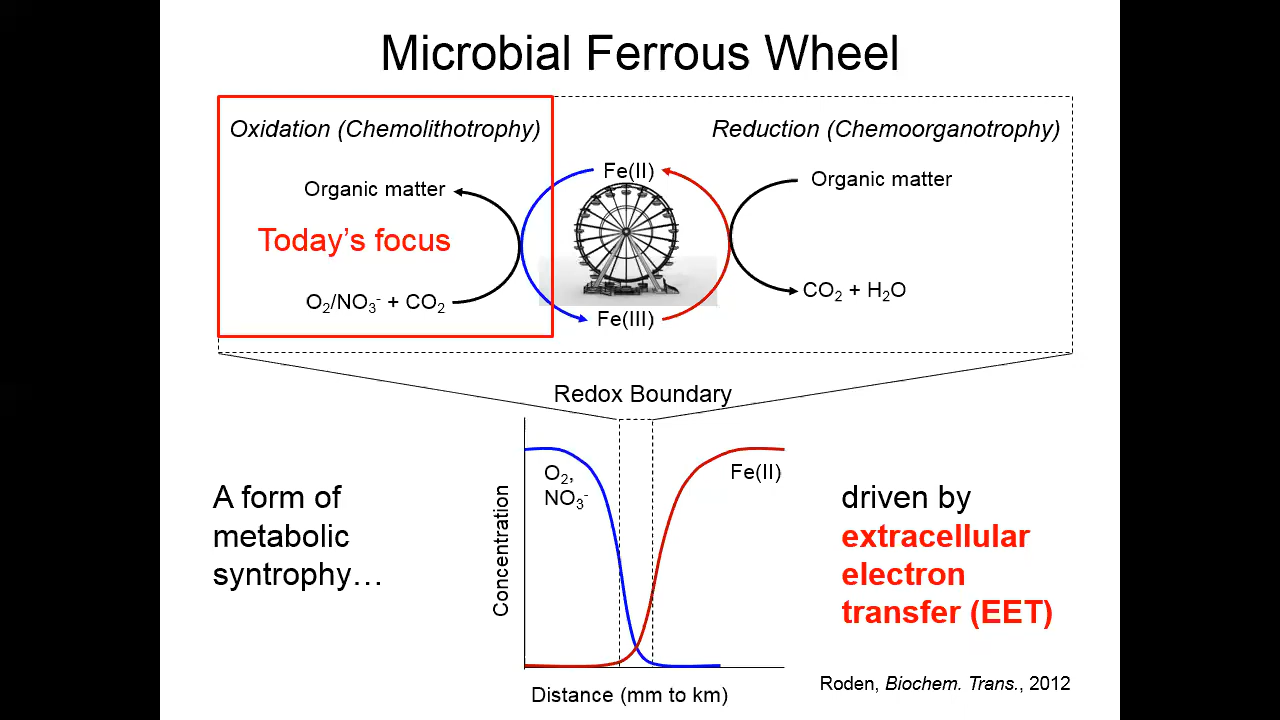 Microbial Ferrous Wheel
Oxidation (Chemolithotrophy)
Reduction (Chemoorganotrophy)
Organic matter
Today’s focus
O₂/NO₃⁻ + CO₂
Fe(II)
Fe(III)
Organic matter
CO₂ + H₂O
Redox Boundary
A form of
metabolic
syntrophy…
Concentration
O₂,
NO₃⁻
Fe(II)
Distance (mm to km)
driven by
extracellular
electron
transfer (EET)
Roden, Biochem. Trans., 2012